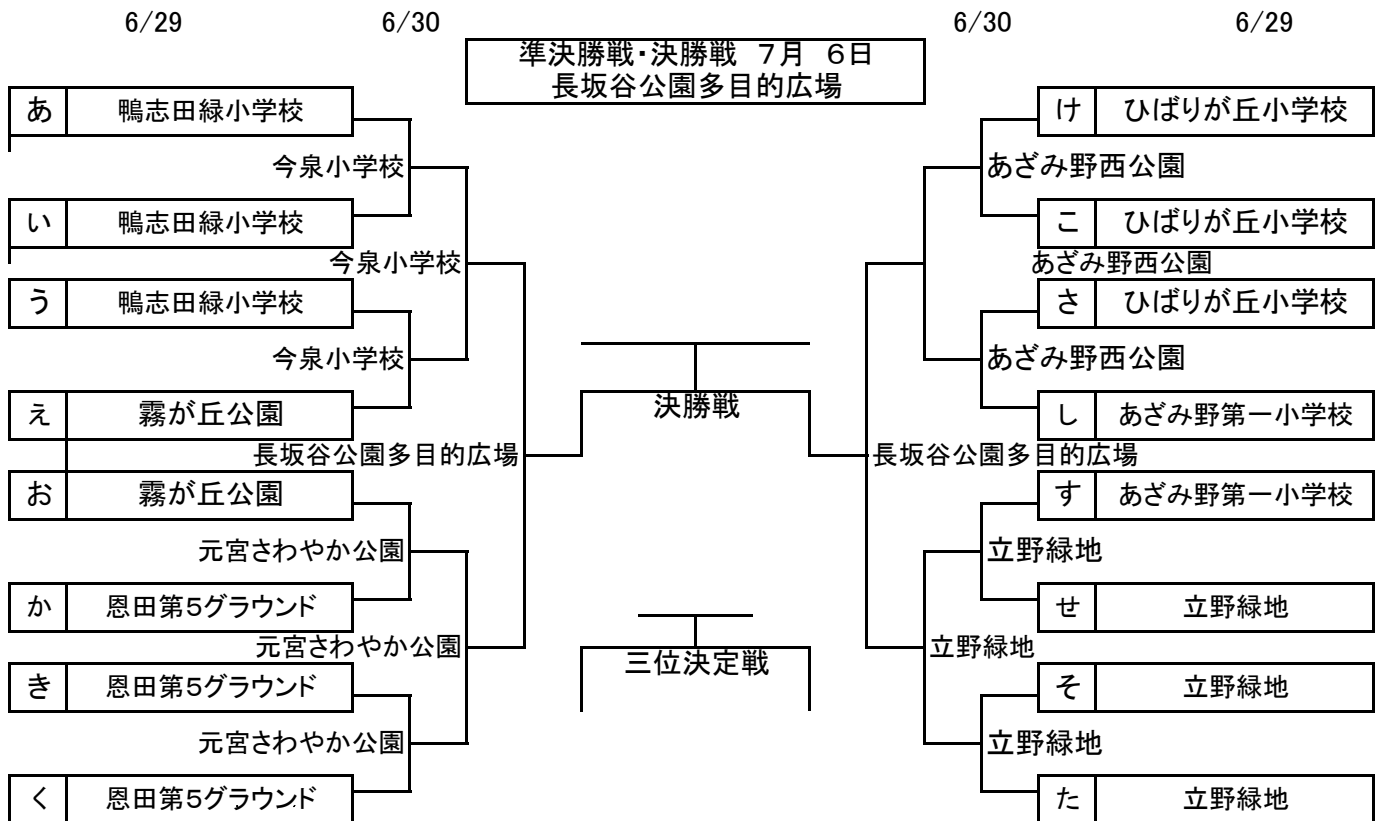 6/29 6/30 6/30 6/29
準決勝戦・決勝戦 7月 6日
長坂谷公園多目的広場
あ 鴨志田緑小学校
け ひばりが丘小学校
今泉小学校
あざみ野西公園
い 鴨志田緑小学校
こ ひばりが丘小学校
今泉小学校
あざみ野西公園
う 鴨志田緑小学校
さ ひばりが丘小学校
今泉小学校
あざみ野西公園
え 霧が丘公園
決勝戦
し あざみ野第一小学校
長坂谷公園多目的広場
長坂谷公園多目的広場
お 霧が丘公園
す あざみ野第一小学校
元宮さわやか公園
立野緑地
か 恩田第5グラウンド
せ 立野緑地
元宮さわやか公園
三位決定戦
立野緑地
き 恩田第5グラウンド
そ 立野緑地
元宮さわやか公園
立野緑地
く 恩田第5グラウンド
た 立野緑地